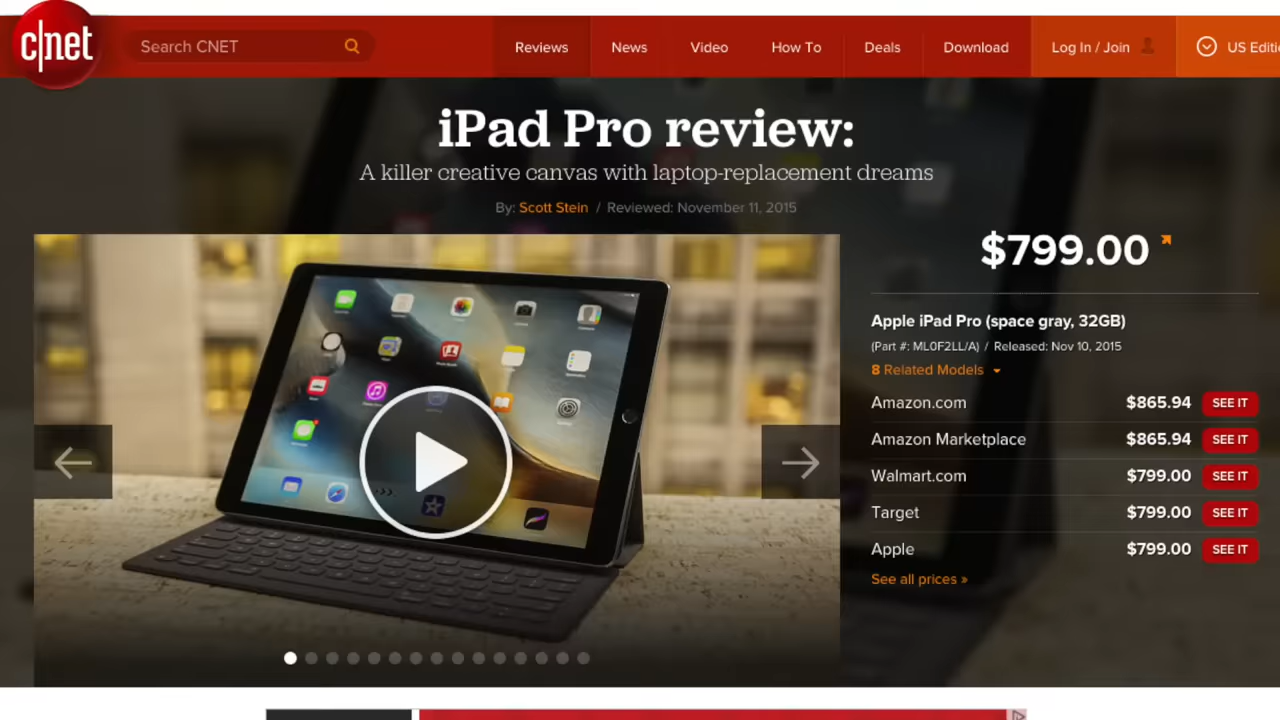 c|net
Search CNET
Reviews
News
Video
How To
Deals
Download
Log In / Join
US Editi
iPad Pro review:
A killer creative canvas with laptop-replacement dreams
By: Scott Stein / Reviewed: November 11, 2015
$799.00
Apple iPad Pro (space gray, 32GB)
(Part #: ML0F2LL/A) / Released: Nov 10, 2015
8 Related Models
Amazon.com $865.94 SEE IT
Amazon Marketplace $865.94 SEE IT
Walmart.com $799.00 SEE IT
Target $799.00 SEE IT
Apple $799.00 SEE IT
See all prices »